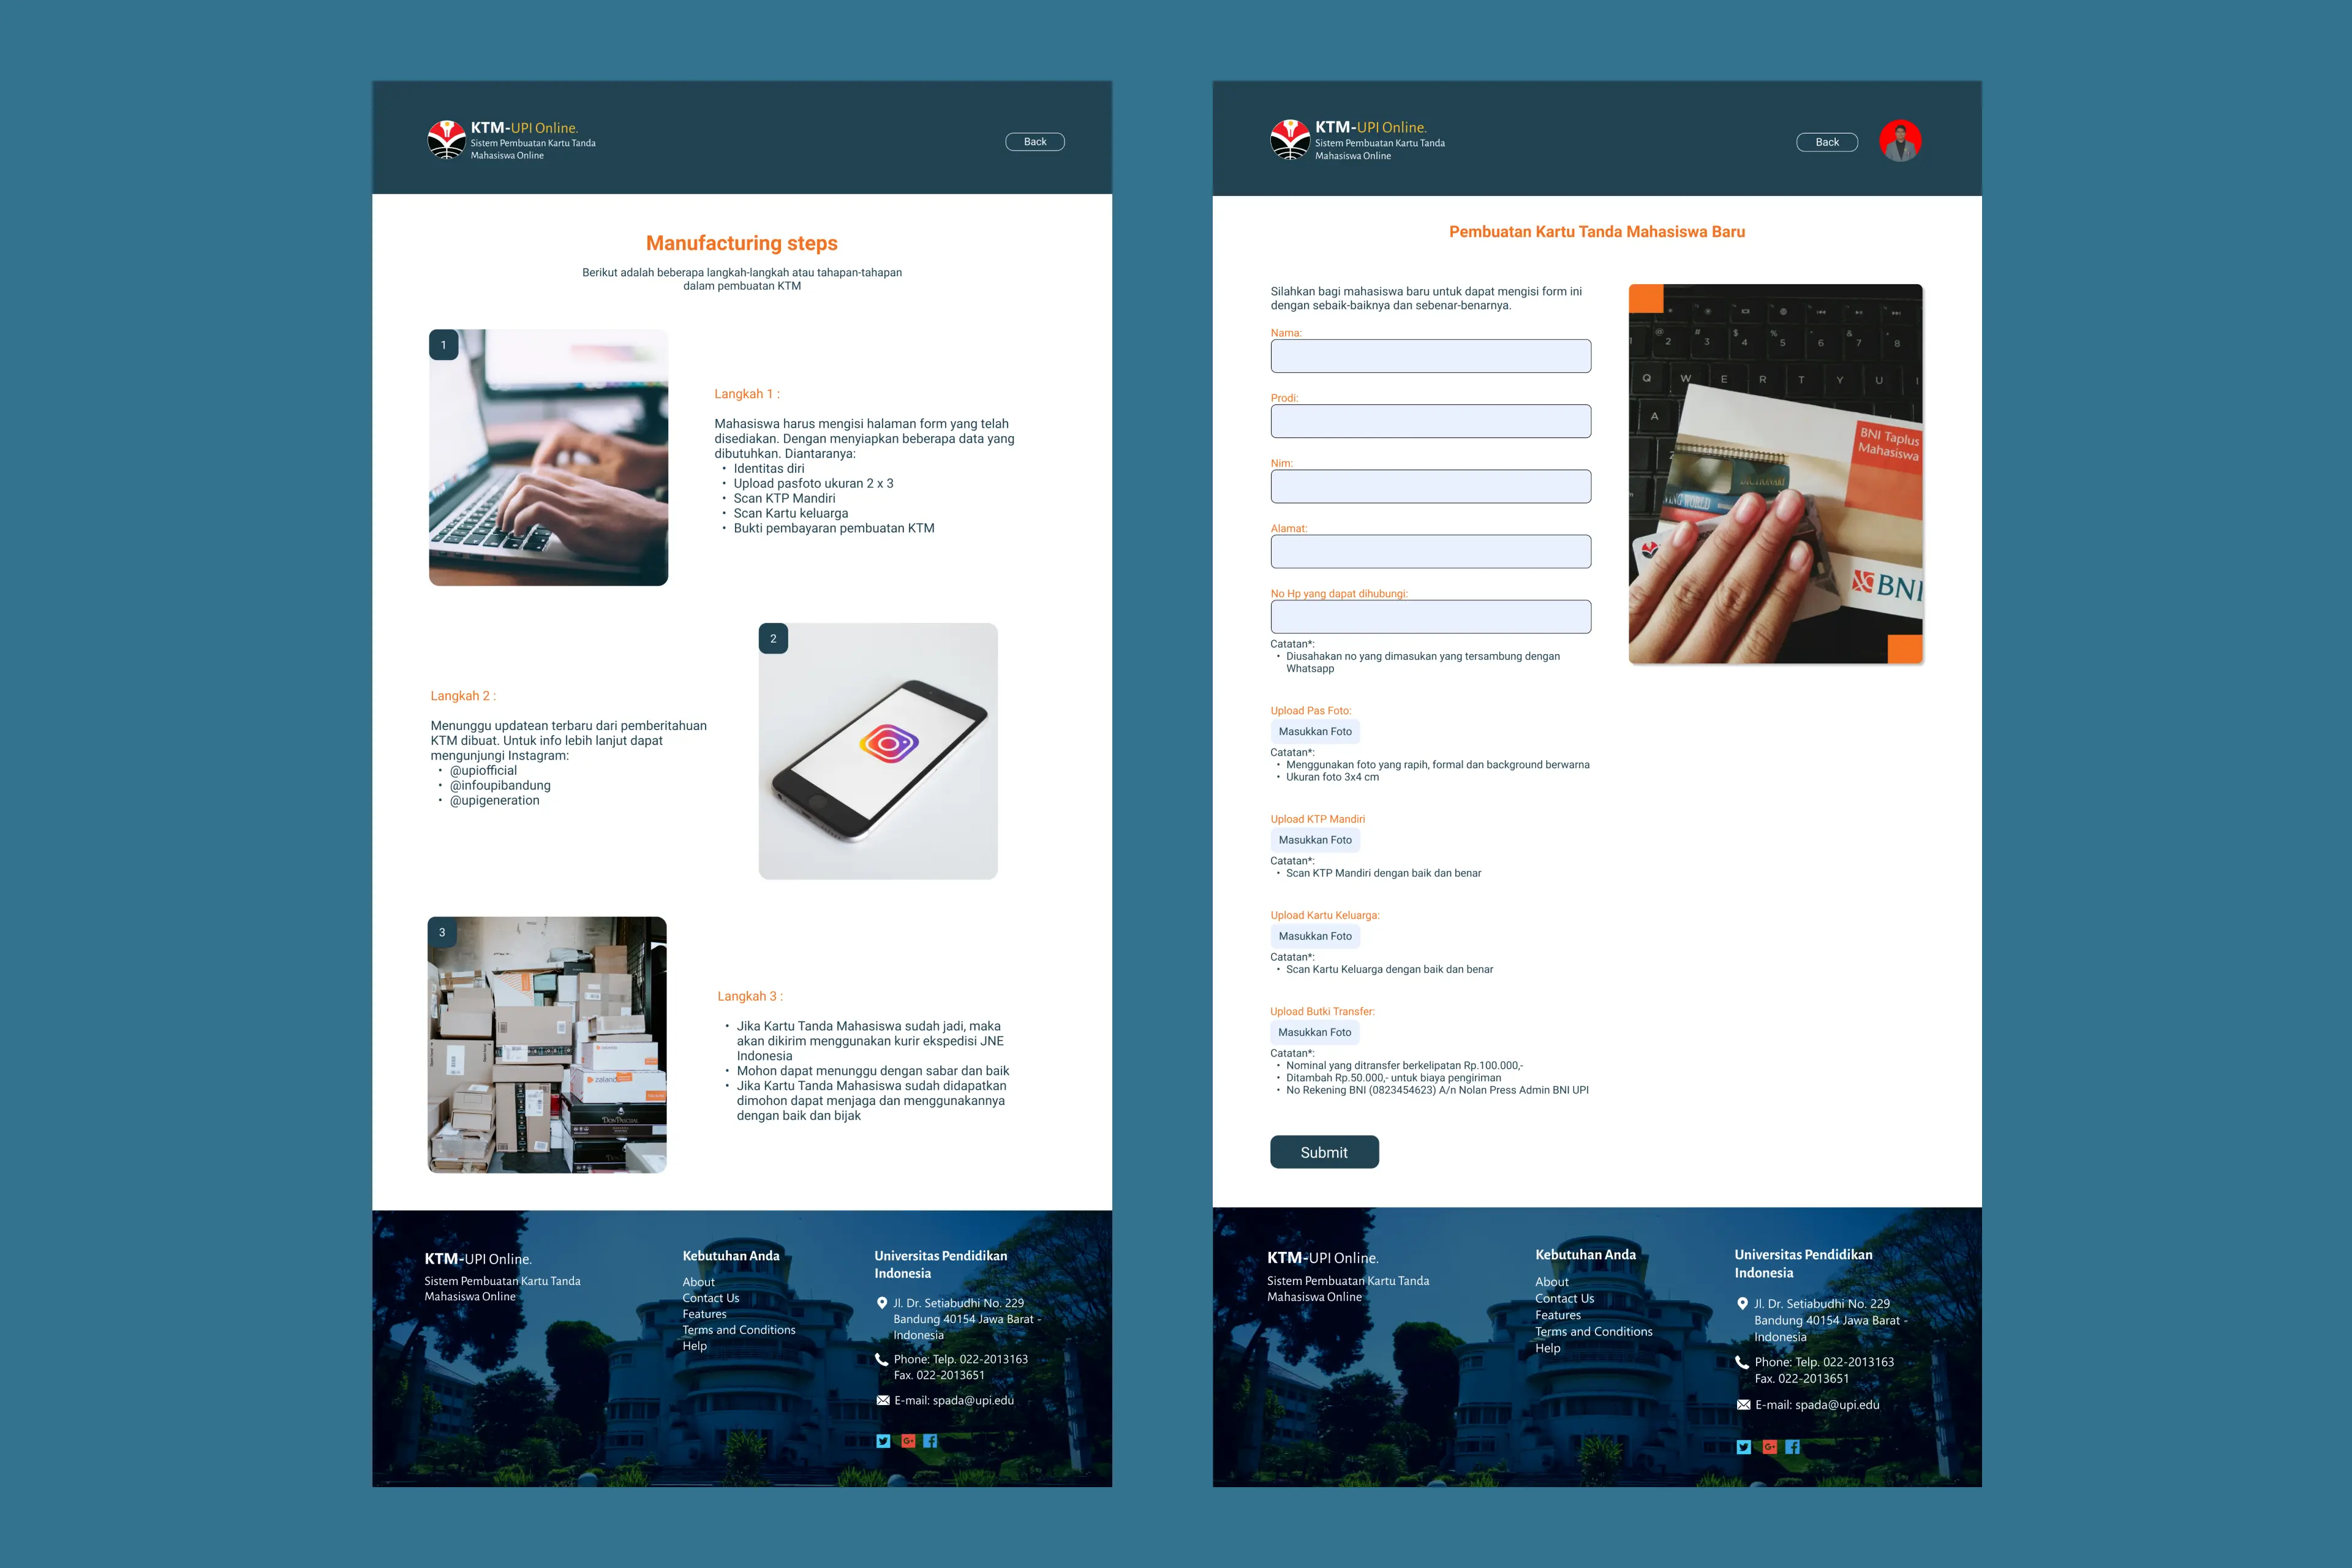 KTM-UPI Online.
Sistem Pembuatan Kartu Tanda
Mahasiswa Online
Back
Manufacturing steps
Berikut adalah beberapa langkah-langkah atau tahapan-tahapan
dalam pembuatan KTM
1
Langkah 1 :
Mahasiswa harus mengisi halaman form yang telah
disediakan. Dengan menyiapkan beberapa data yang
dibutuhkan. Diantaranya:
• Identitas diri
• Upload pasfoto ukuran 2 x 3
• Scan KTP Mandiri
• Scan Kartu keluarga
• Bukti pembayaran pembuatan KTM
2
Langkah 2 :
Menunggu updatean terbaru dari pemberitahuan
KTM dibuat. Untuk info lebih lanjut dapat
mengunjungi Instagram:
• @upiofficial
• @infoupibandung
• @upigeneration
3
zalando
Langkah 3 :
• Jika Kartu Tanda Mahasiswa sudah jadi, maka
akan dikirim menggunakan kurir ekspedisi JNE
Indonesia
• Mohon dapat menunggu dengan sabar dan baik
• Jika Kartu Tanda Mahasiswa sudah didapatkan
dimohon dapat menjaga dan menggunakannya
dengan baik dan bijak
KTM-UPI Online.
Sistem Pembuatan Kartu Tanda
Mahasiswa Online
Kebutuhan Anda
About
Contact Us
Features
Terms and Conditions
Help
Universitas Pendidikan
Indonesia
Jl. Dr. Setiabudhi No. 229
Bandung 40154 Jawa Barat -
Indonesia
Phone: Telp. 022-2013163
Fax. 022-2013651
E-mail: spada@upi.edu
KTM-UPI Online.
Sistem Pembuatan Kartu Tanda
Mahasiswa Online
Back
Pembuatan Kartu Tanda Mahasiswa Baru
Silahkan bagi mahasiswa baru untuk dapat mengisi form ini
dengan sebaik-baiknya dan sebenar-benarnya.
Nama:
Prodi:
Nim:
Alamat:
No Hp yang dapat dihubungi:
Catatan*:
• Diusahakan no yang dimasukan yang tersambung dengan
Whatsapp
Upload Pas Foto:
Masukkan Foto
Catatan*:
• Menggunakan foto yang rapih, formal dan background berwarna
• Ukuran foto 3x4 cm
Upload KTP Mandiri
Masukkan Foto
Catatan*:
• Scan KTP Mandiri dengan baik dan benar
Upload Kartu Keluarga:
Masukkan Foto
Catatan*:
• Scan Kartu Keluarga dengan baik dan benar
Upload Butki Transfer:
Masukkan Foto
Catatan*:
• Nominal yang ditransfer berkelipatan Rp.100.000,-
• Ditambah Rp.50.000,- untuk biaya pengiriman
• No Rekening BNI (0823454623) A/n Nolan Press Admin BNI UPI
Submit
@ # $ % &
1 2 3 4 5 6 7 8
Q W E R T Y U I
A
Z
BNI Taplus
Mahasiswa
DICTIONARY
WORLD
BNI
KTM-UPI Online.
Sistem Pembuatan Kartu Tanda
Mahasiswa Online
Kebutuhan Anda
About
Contact Us
Features
Terms and Conditions
Help
Universitas Pendidikan
Indonesia
Jl. Dr. Setiabudhi No. 229
Bandung 40154 Jawa Barat -
Indonesia
Phone: Telp. 022-2013163
Fax. 022-2013651
E-mail: spada@upi.edu